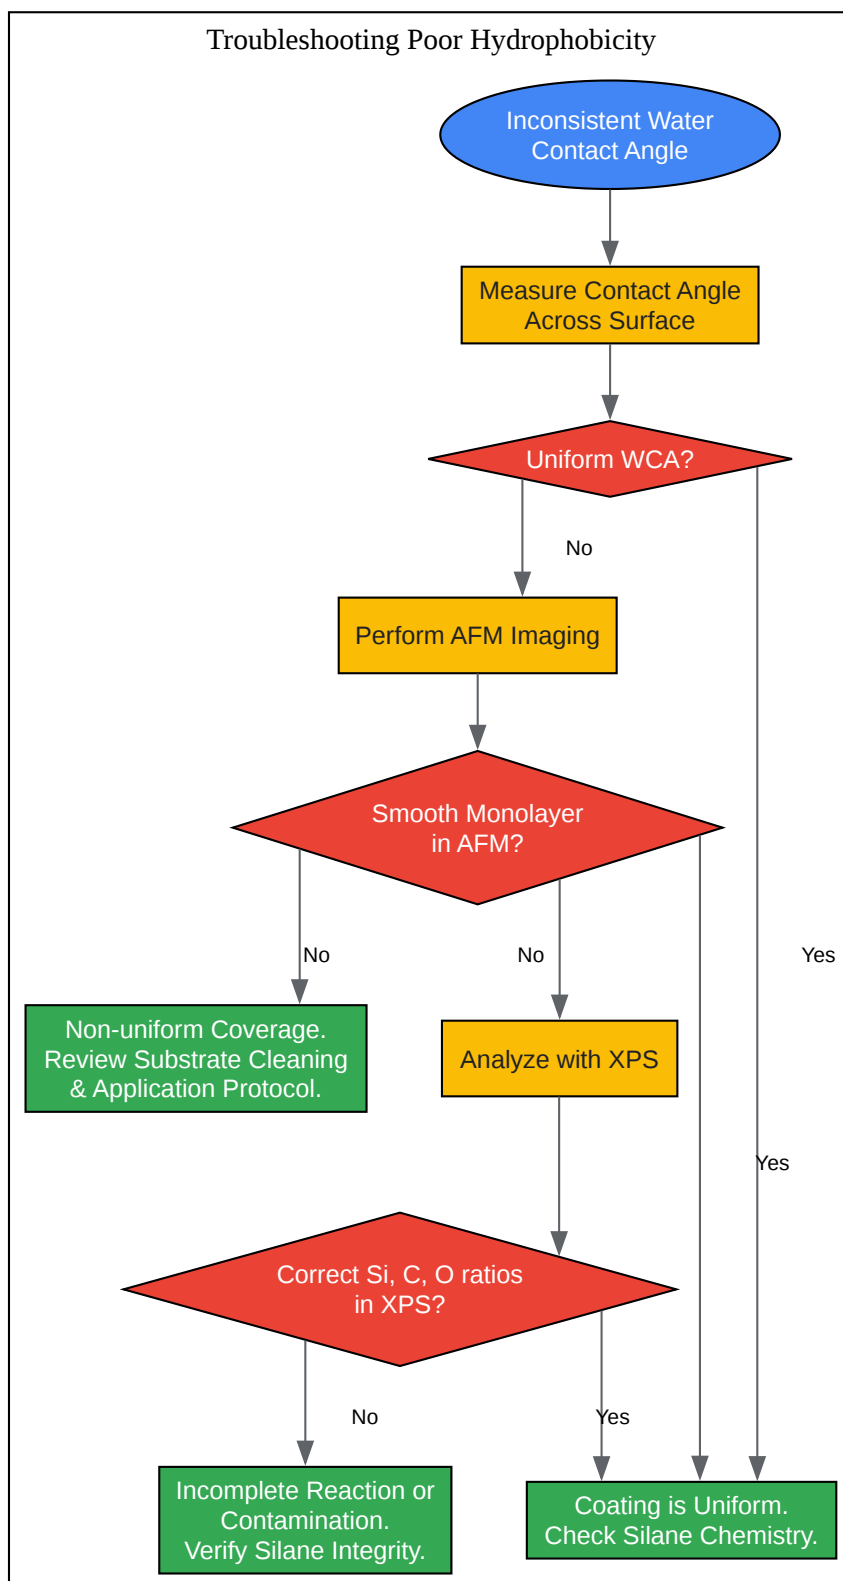 Troubleshooting Poor Hydrophobicity
Inconsistent Water
Contact Angle
Measure Contact Angle
Across Surface
Uniform WCA?
No
Perform AFM Imaging
Smooth Monolayer
in AFM?
No
No
Yes
Non-uniform Coverage.
Review Substrate Cleaning
& Application Protocol.
Analyze with XPS
Yes
Correct Si, C, O ratios
in XPS?
No
Yes
Incomplete Reaction or
Contamination.
Verify Silane Integrity.
Coating is Uniform.
Check Silane Chemistry.